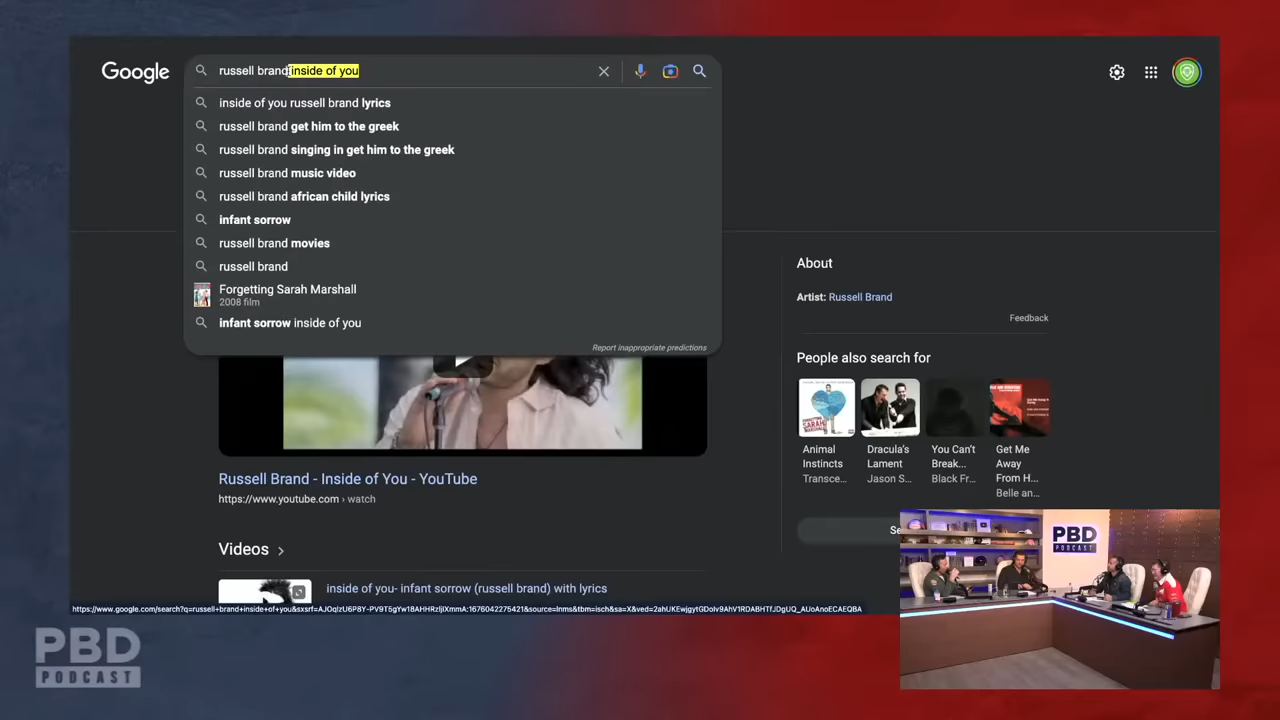 Google
russell brand inside of you
inside of you russell brand lyrics
russell brand get him to the greek
russell brand singing in get him to the greek
russell brand music video
russell brand african child lyrics
infant sorrow
russell brand movies
russell brand
Forgetting Sarah Marshall
2008 film
infant sorrow inside of you
Report inappropriate predictions
Russell Brand - Inside of You - YouTube
https://www.youtube.com › watch
Videos
inside of you- infant sorrow (russell brand) with lyrics
About
Artist: Russell Brand
Feedback
People also search for
Animal
Instincts
Transce...
Dracula's
Lament
Jason S...
You Can't
Break...
Black Fr...
Get Me
Away
From H...
Belle an...
Se
PBD
PODCAST
PBD
PODCAST